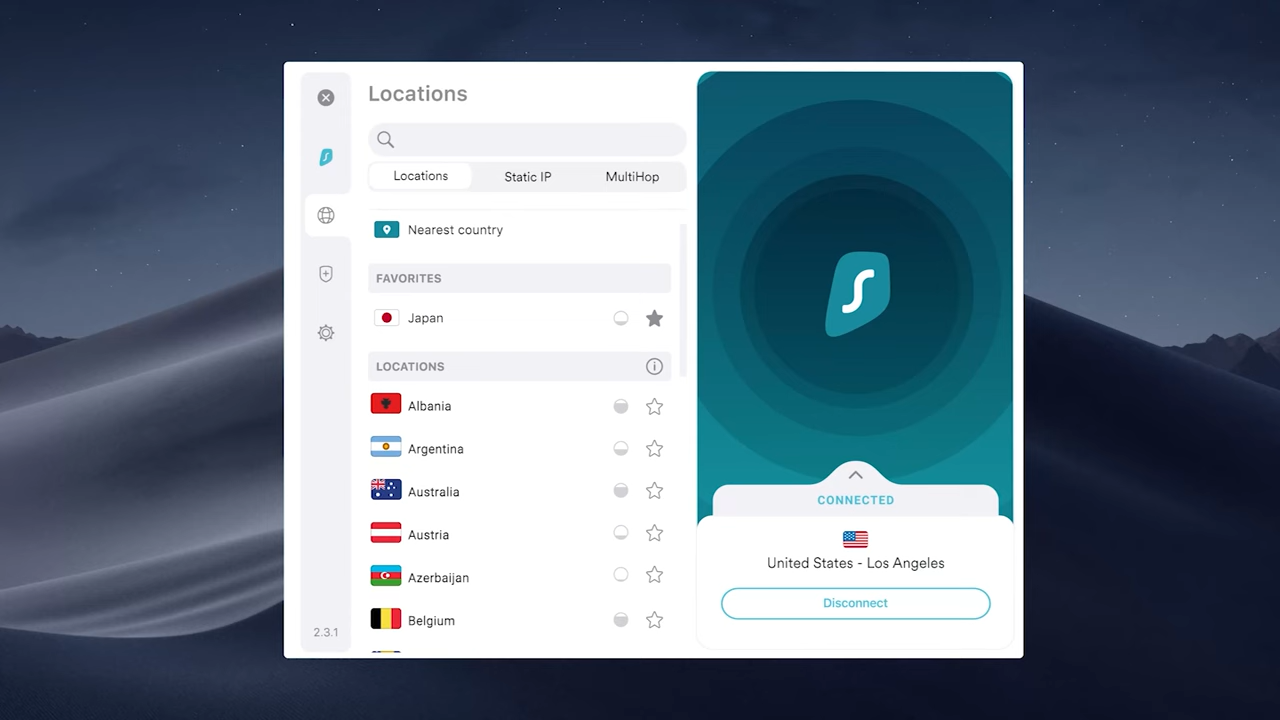 Locations
Locations
Static IP
MultiHop
Nearest country
FAVORITES
Japan
LOCATIONS
Albania
Argentina
Australia
Austria
Azerbaijan
Belgium
2.3.1
CONNECTED
United States - Los Angeles
Disconnect